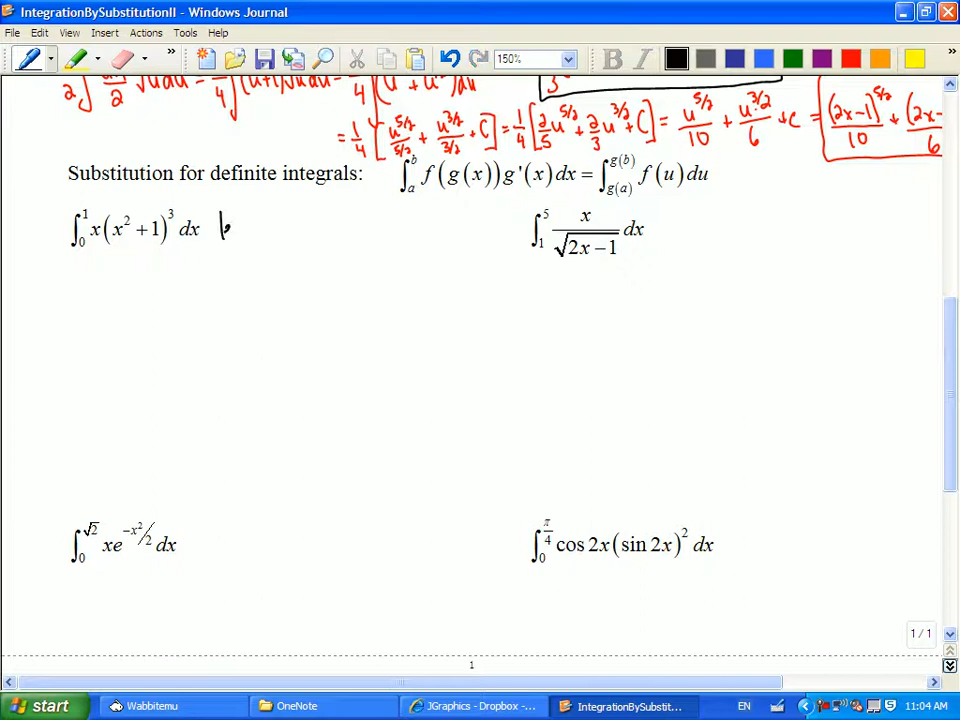 IntegrationBySubstitutionII - Windows Journal
File Edit View Insert Actions Tools Help
150%
B I
= 1/4 [u^5/2 / 5/2 + u^3/2 / 3/2 + C] = 1/4 [2/5 u^5/2 + 2/3 u^3/2 + C] = u^5/2 / 10 + u^3/2 / 6 + C = (2x-1)^5/2 / 10 + (2x- / 6
Substitution for definite integrals: ∫_a^b f(g(x))g'(x)dx = ∫_g(a)^g(b) f(u)du
∫_0^1 x(x^2+1)^3 dx ∫_1^5 x/√(2x−1) dx
∫_0^√2 xe^(−x^2/2) dx ∫_0^(π/4) cos2x(sin2x)^2 dx
1 / 1
1
start Wabbitemu OneNote JGraphics - Dropbox - ... IntegrationBySubstit... EN 11:04 AM